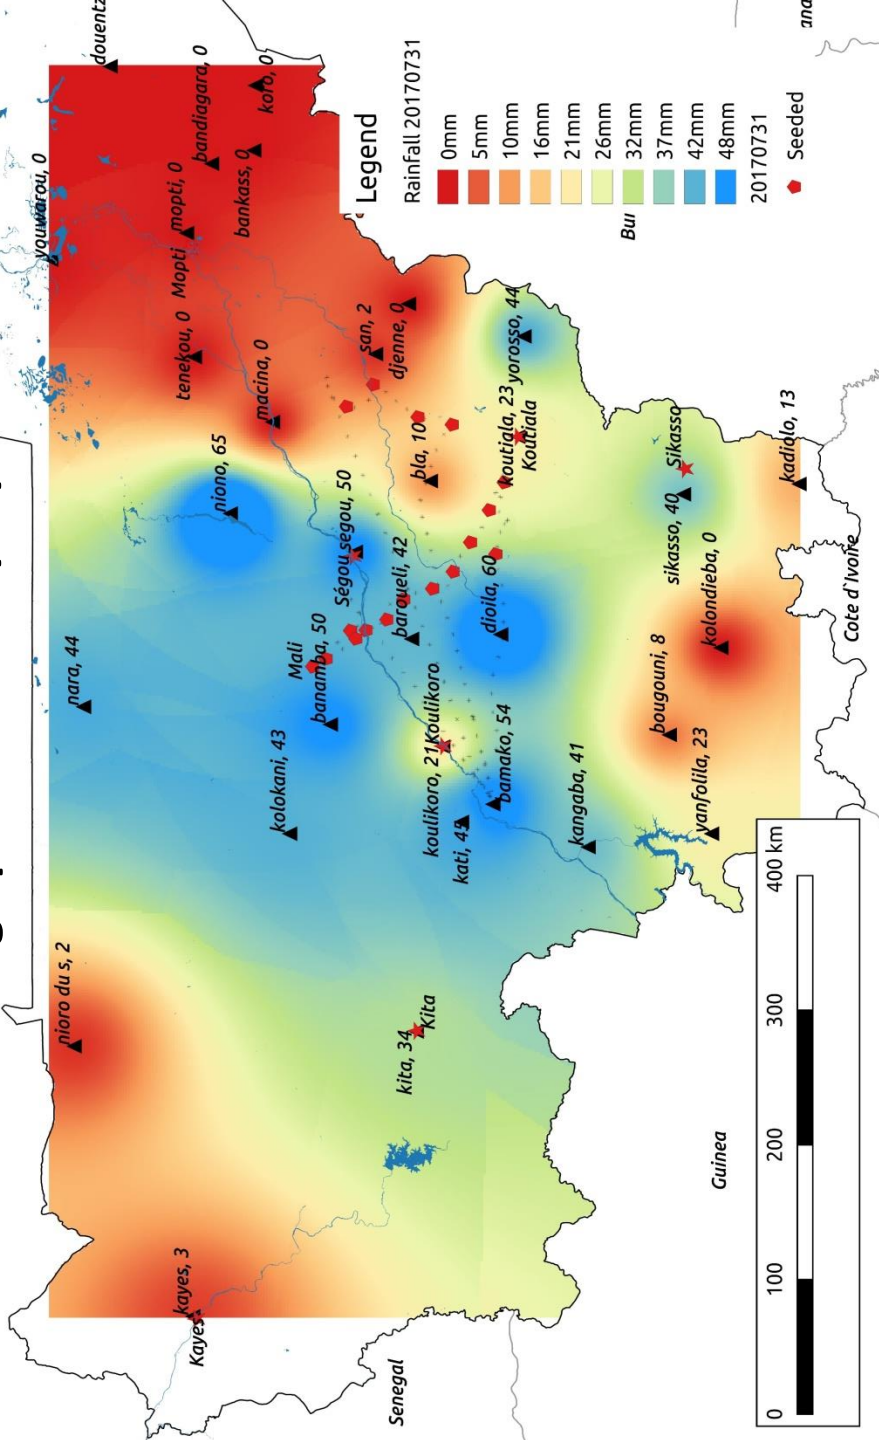 youwarou, 0
nioro du s, 2
nara, 44
douentz
kayes, 3
Kayes
tenekou, 0
Mopti
mopti, 0
bandiagara, 0
niono, 65
macina, 0
bankass, 0
koro, 0
kolokani, 43
Mali
banamba, 50
Ségou
segou, 50
san, 2
djenne, 0
Legend
Rainfall 20170731
0mm
5mm
10mm
16mm
21mm
26mm
32mm
37mm
42mm
48mm
20170731
Seeded
Senegal
kita, 34
Kita
koulikoro, 21
Koulikoro
baroueli, 42
bla, 10
kati, 45
bamako, 54
dioila, 60
koutiala, 23
Koutiala
yorosso, 44
kangaba, 41
Bu
bougouni, 8
sikasso, 40
Sikasso
yanfolila, 23
kolondieba, 0
kadiolo, 13
Guinea
Cote d'Ivoire
0
100
200
300
400 km